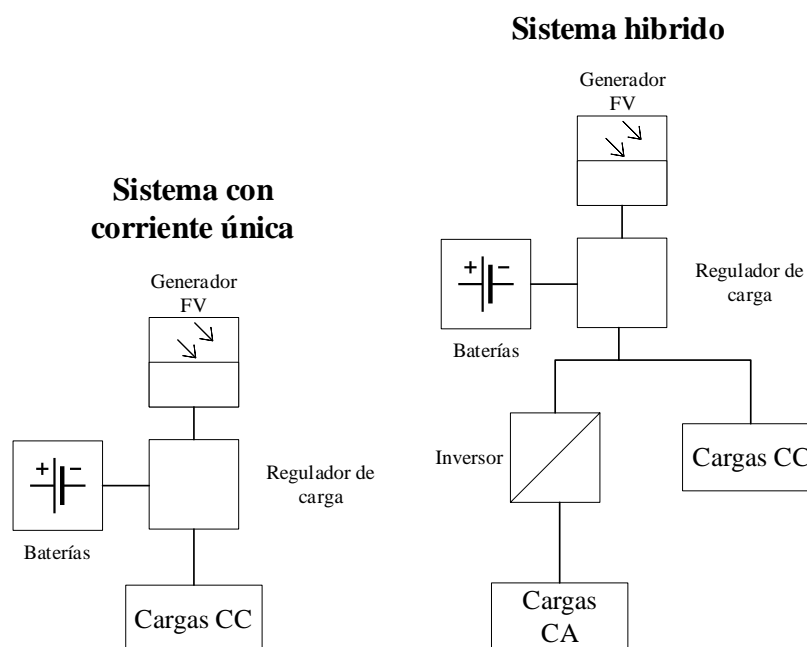 Sistema hibrido
Generador
FV
+ −
Regulador de
carga
Baterías
Inversor
Cargas CC
Cargas
CA
Sistema con
corriente única
Generador
FV
+ −
Regulador de
carga
Baterías
Cargas CC